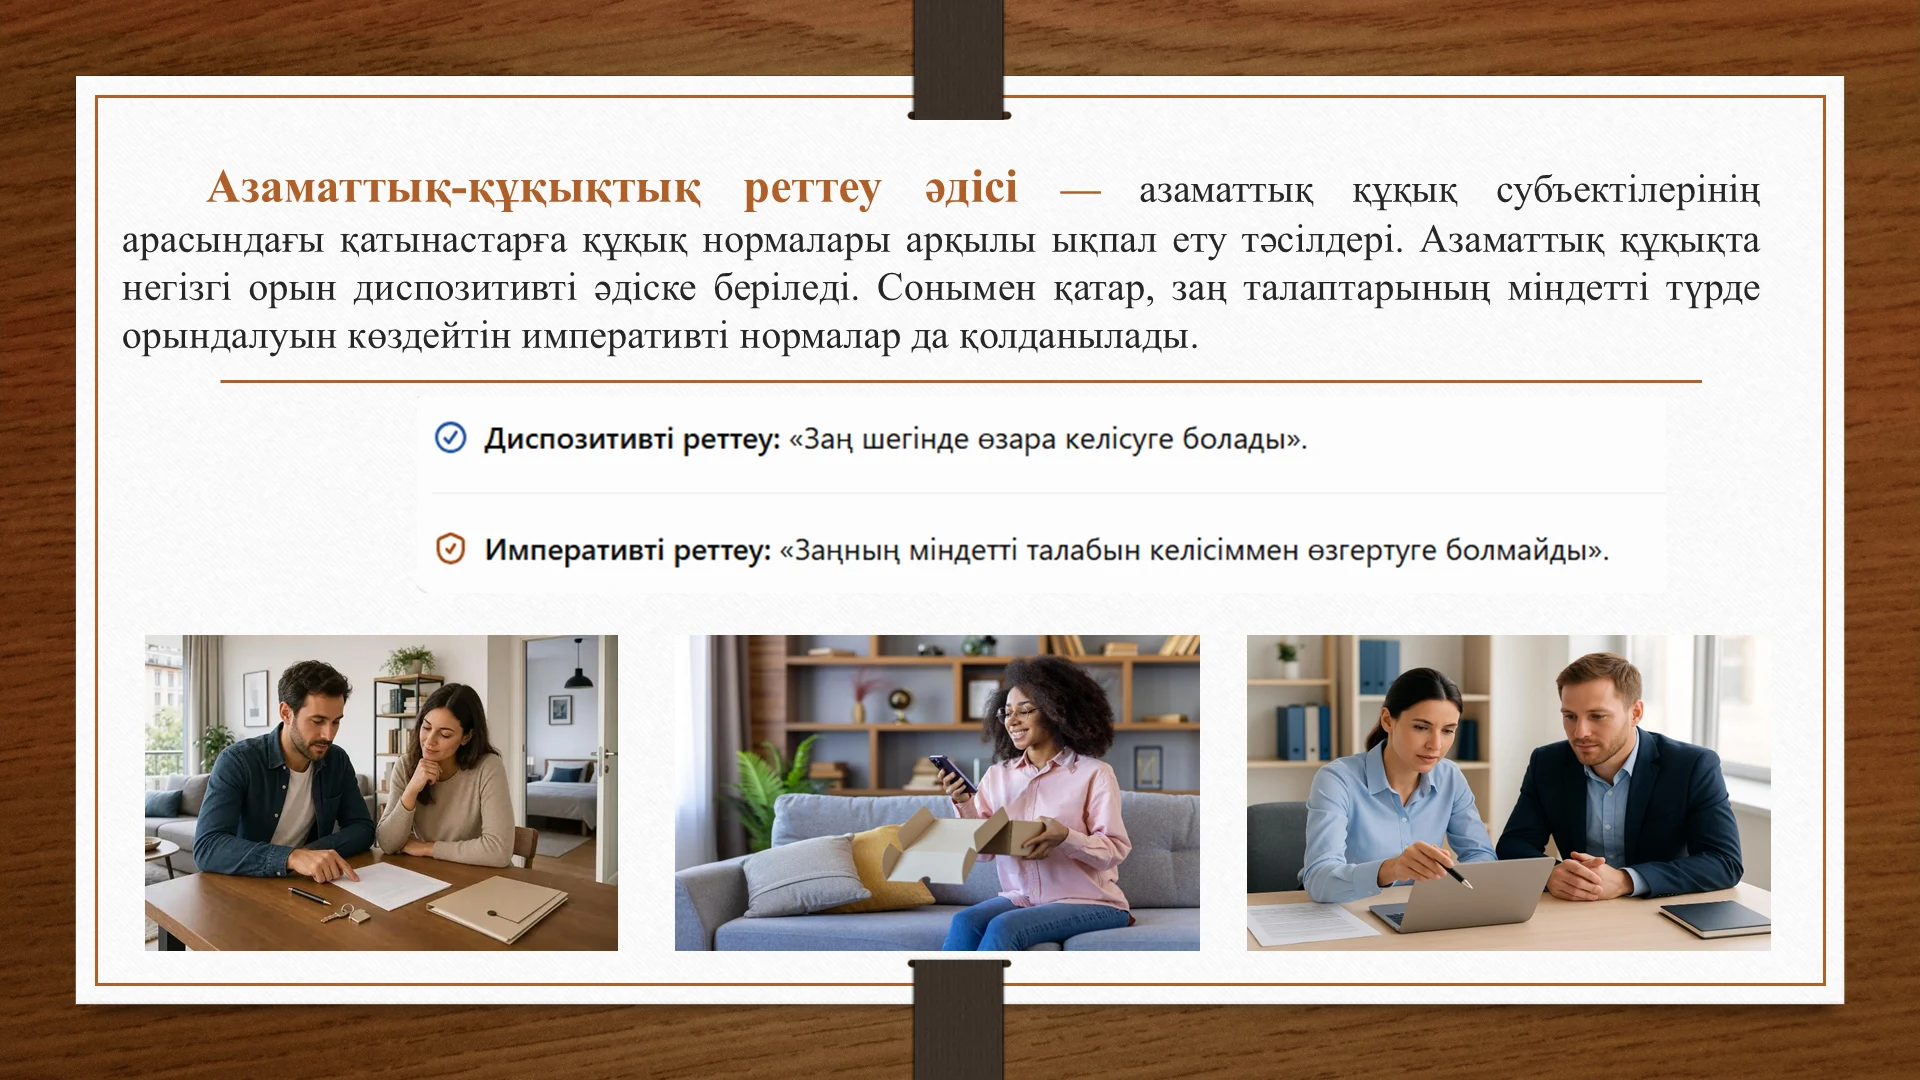 Азаматтық-құқықтық реттеу әдісі — азаматтық құқық субъектілерінің
арасындағы қатынастарға құқық нормалары арқылы ықпал ету тәсілдері. Азаматтық құқықта
негізгі орын диспозитивті әдіске беріледі. Сонымен қатар, заң талаптарының міндетті түрде
орындалуын көздейтін императивті нормалар да қолданылады.
Диспозитивті реттеу: «Заң шегінде өзара келісуге болады».
Императивті реттеу: «Заңның міндетті талабын келісіммен өзгертуге болмайды».